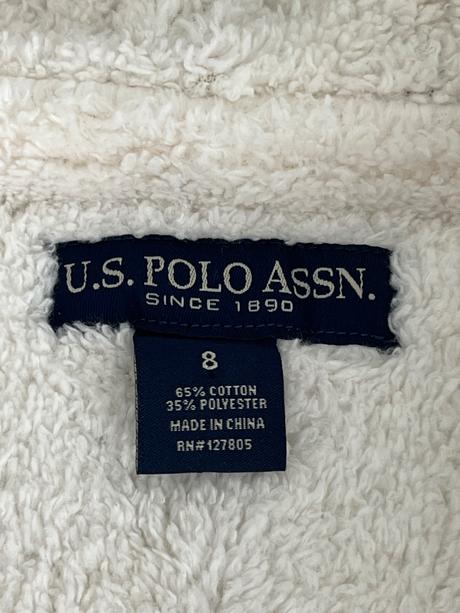 U.S. POLO ASSN.
SINCE 1890
8
65% COTTON
35% POLYESTER
MADE IN CHINA
RN#127805